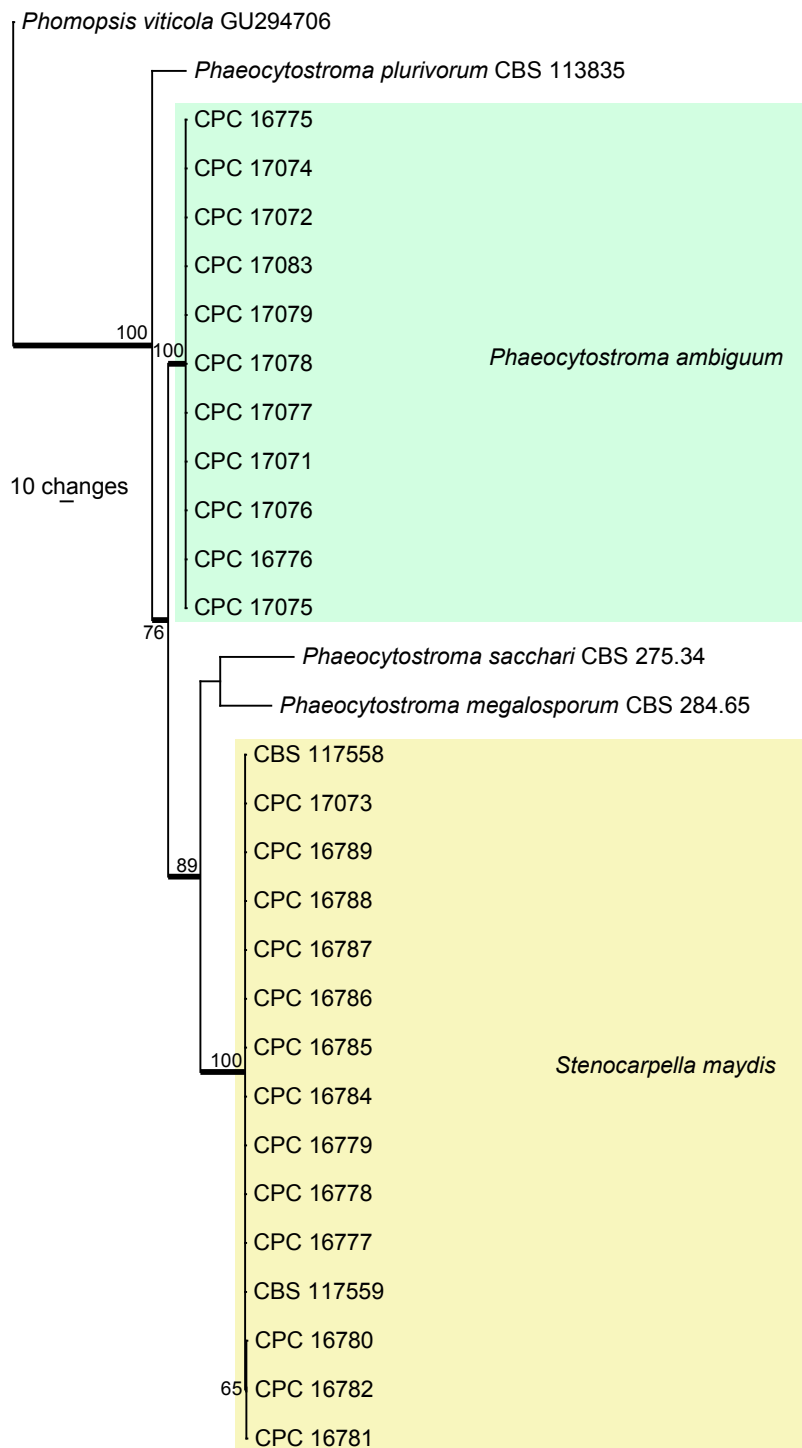 Phomopsis viticola GU294706
Phaeocytostroma plurivorum CBS 113835
CPC 16775
CPC 17074
CPC 17072
CPC 17083
CPC 17079
100
100
CPC 17078
Phaeocytostroma ambiguum
CPC 17077
CPC 17071
10 changes
CPC 17076
CPC 16776
CPC 17075
76
Phaeocytostroma sacchari CBS 275.34
Phaeocytostroma megalosporum CBS 284.65
CBS 117558
CPC 17073
CPC 16789
89
CPC 16788
CPC 16787
CPC 16786
CPC 16785
100
Stenocarpella maydis
CPC 16784
CPC 16779
CPC 16778
CPC 16777
CBS 117559
CPC 16780
65
CPC 16782
CPC 16781